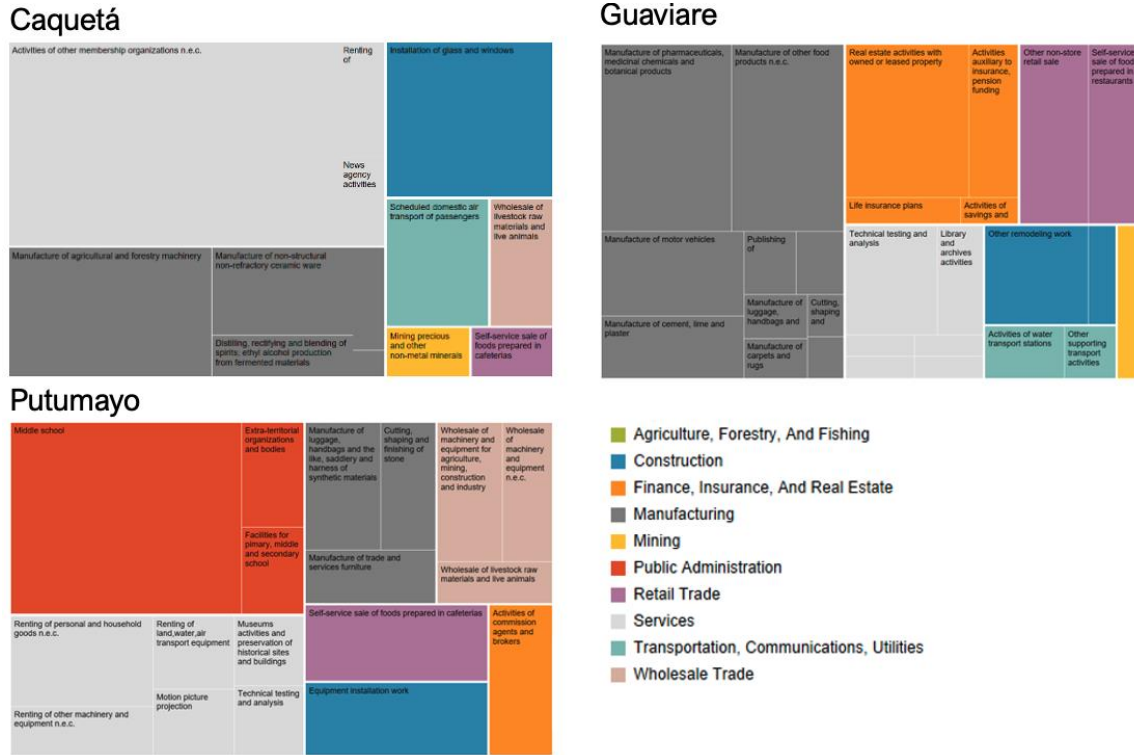 Caquetá
Activities of other membership organizations n.e.c.
Renting
of
News
agency
activities
Installation of glass and windows
Scheduled domestic air
transport of passengers
Wholesale of
livestock raw
materials and
live animals
Manufacture of agricultural and forestry machinery
Manufacture of non-structural
non-refractory ceramic ware
Distilling, rectifying and blending of
spirits; ethyl alcohol production
from fermented materials
Mining precious
and other
non-metal minerals
Self-service sale of
foods prepared in
cafeterias
Guaviare
Manufacture of pharmaceuticals,
medicinal chemicals and
botanical products
Manufacture of other food
products n.e.c.
Real estate activities with
owned or leased property
Activities
auxiliary to
insurance,
pension
funding
Other non-store
retail sale
Self-service
sale of food
prepared in
restaurants
Life insurance plans
Activities of
savings and
Manufacture of motor vehicles
Publishing
of
Technical testing and
analysis
Library
and
archives
activities
Other remodeling work
Manufacture of
luggage,
handbags and
Cutting,
shaping
and
Manufacture of cement, lime and
plaster
Manufacture of
carpets and
rugs
Activities of water
transport stations
Other
supporting
transport
activities
Putumayo
Middle school
Extra-territorial
organizations
and bodies
Facilities for
pimary, middle
and secondary
school
Manufacture of
luggage,
handbags and the
like, saddlery and
harness of
synthetic materials
Cutting,
shaping and
finishing of
stone
Wholesale of
machinery and
equipment for
agriculture,
mining,
construction
and industry
Wholesale
of
machinery
and
equipment
n.e.c.
Manufacture of trade and
services furniture
Wholesale of livestock raw
materials and live animals
Renting of personal and household
goods n.e.c.
Renting of
land,water,air
transport equipment
Museums
activities and
preservation of
historical sites
and buildings
Self-service sale of foods prepared in cafeterias
Activities of
commission
agents and
brokers
Motion picture
projection
Technical testing
and analysis
Equipment installation work
Renting of other machinery and
equipment n.e.c.
Agriculture, Forestry, And Fishing
Construction
Finance, Insurance, And Real Estate
Manufacturing
Mining
Public Administration
Retail Trade
Services
Transportation, Communications, Utilities
Wholesale Trade